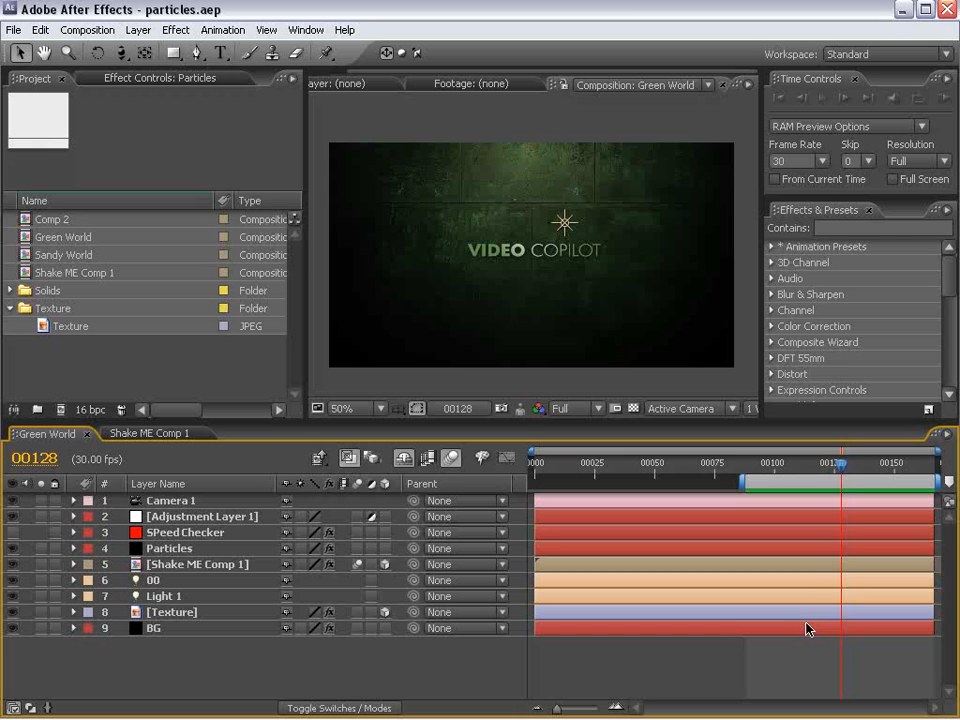 Adobe After Effects - particles.aep
File Edit Composition Layer Effect Animation View Window Help
Workspace: Standard
Project Effect Controls: Particles
ayer: (none) Footage: (none) Composition: Green World
Time Controls
RAM Preview Options
Frame Rate Skip Resolution
30 0 Full
From Current Time Full Screen
Effects & Presets
Contains:
* Animation Presets
3D Channel
Audio
Blur & Sharpen
Channel
Color Correction
Composite Wizard
DFT 55mm
Distort
Expression Controls
Name Type
Comp 2 Compositic
Green World Compositic
Sandy World Compositic
Shake ME Comp 1 Compositic
Solids Folder
Texture Folder
Texture JPEG
16 bpc
VIDEO COPILOT
50% 00128 Full Active Camera 1
Green World Shake ME Comp 1
00128 (30.00 fps)
0000 00025 00050 00075 00100 00150
# Layer Name Parent
1 Camera 1 None
2 [Adjustment Layer 1] None
3 SPeed Checker None
4 Particles None
5 [Shake ME Comp 1] None
6 00 None
7 Light 1 None
8 [Texture] None
9 BG None
Toggle Switches / Modes